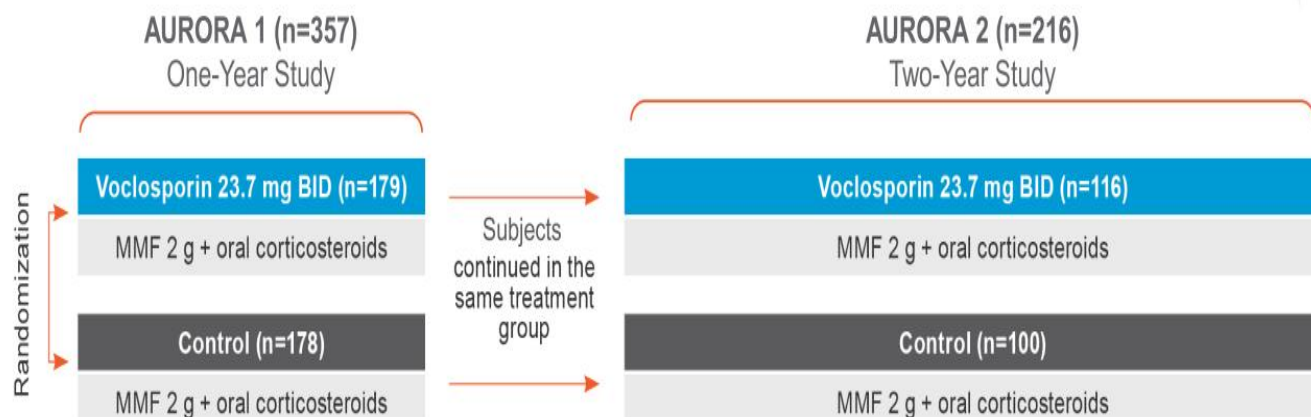 AURORA 1 (n=357)
One-Year Study
AURORA 2 (n=216)
Two-Year Study
Randomization
Voclosporin 23.7 mg BID (n=179)
MMF 2 g + oral corticosteroids
Control (n=178)
MMF 2 g + oral corticosteroids
Subjects
continued in the
same treatment
group
Voclosporin 23.7 mg BID (n=116)
MMF 2 g + oral corticosteroids
Control (n=100)
MMF 2 g + oral corticosteroids